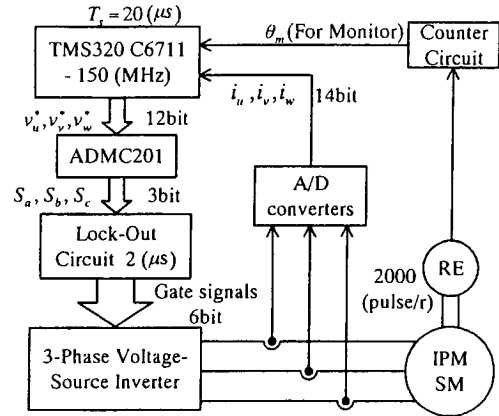 T_s = 20 (μs)
TMS320 C6711
- 150 (MHz)
θ_m (For Monitor)
Counter
Circuit
v_u^*, v_v^*, v_w^*
12bit
i_u, i_v, i_w
14bit
ADMC201
A/D
converters
S_a, S_b, S_c
3bit
Lock-Out
Circuit 2 (μs)
RE
2000
(pulse/r)
Gate signals
6bit
3-Phase Voltage-
Source Inverter
IPM
SM